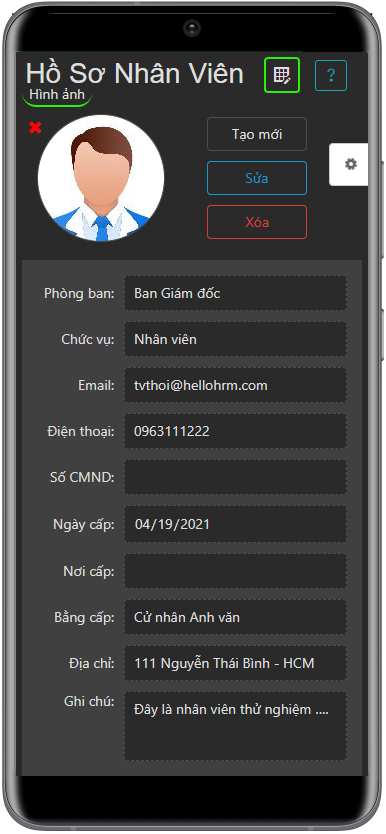 Hồ Sơ Nhân Viên
?
Hình ảnh
Tạo mới
Sửa
Xóa
Phòng ban: Ban Giám đốc
Chức vụ: Nhân viên
Email: tvthoi@hellohrm.com
Điện thoại: 0963111222
Số CMND:
Ngày cấp: 04/19/2021
Nơi cấp:
Bằng cấp: Cử nhân Anh văn
Địa chỉ: 111 Nguyễn Thái Bình - HCM
Ghi chú: Đây là nhân viên thử nghiệm ....